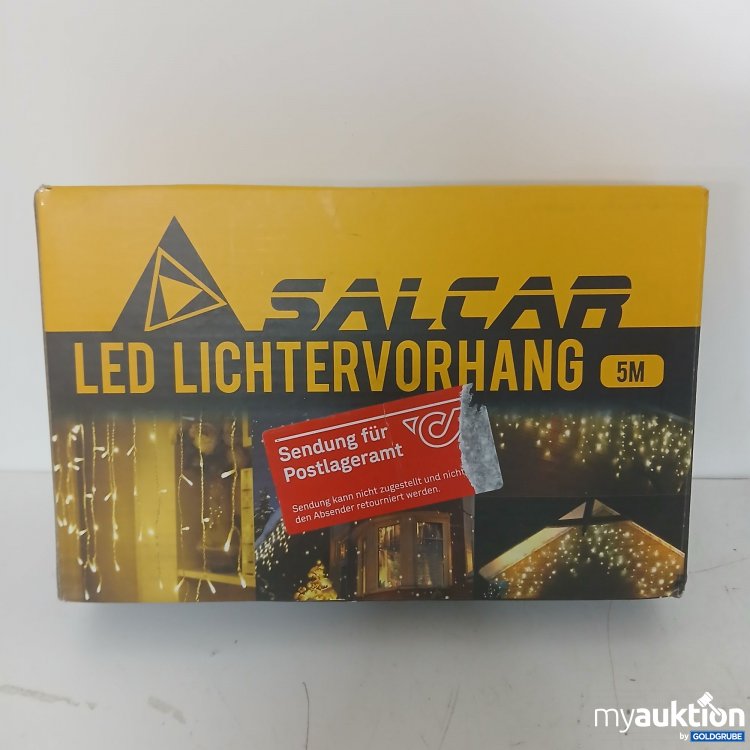 SALCAR
LED LICHTERVORHANG 5M
Sendung für
Postlageramt
Sendung kann nicht zugestellt und nicht
den Absender retourniert werden.
myauktion
by GOLDGRUBE